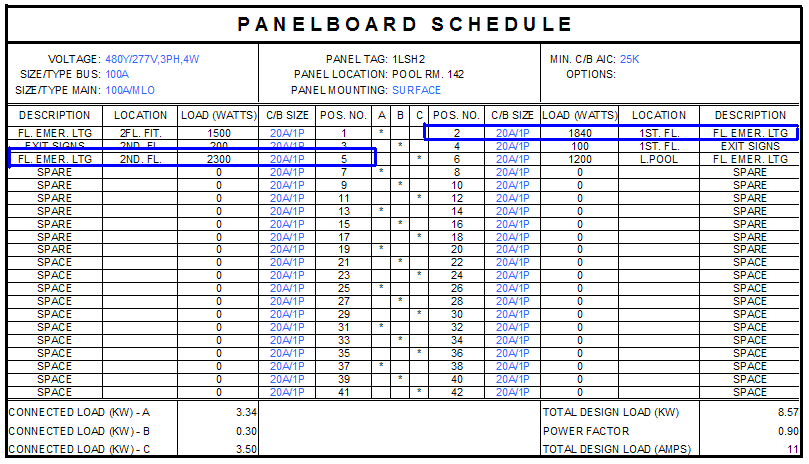 PANELBOARD SCHEDULE
VOLTAGE: 480Y/277V,3PH,4W PANEL TAG: 1LSH2 MIN. C/B AIC: 25K
SIZE/TYPE BUS: 100A PANEL LOCATION: POOL RM. 142 OPTIONS:
SIZE/TYPE MAIN: 100A/MLO PANEL MOUNTING: SURFACE
DESCRIPTION LOCATION LOAD (WATTS) C/B SIZE POS. NO. A B C POS. NO. C/B SIZE LOAD (WATTS) LOCATION DESCRIPTION
FL. EMER. LTG 2FL. FIT. 1500 20A/1P 1 * 2 20A/1P 1840 1ST. FL. FL. EMER. LTG
EXIT SIGNS 2ND. FL. 200 20A/1P 3 * 4 20A/1P 100 1ST. FL. EXIT SIGNS
FL. EMER. LTG 2ND. FL. 2300 20A/1P 5 * 6 20A/1P 1200 L.POOL FL. EMER. LTG
SPARE 0 20A/1P 7 * 8 20A/1P 0 SPARE
SPARE 0 20A/1P 9 * 10 20A/1P 0 SPARE
SPARE 0 20A/1P 11 * 12 20A/1P 0 SPARE
SPARE 0 20A/1P 13 * 14 20A/1P 0 SPARE
SPARE 0 20A/1P 15 * 16 20A/1P 0 SPARE
SPARE 0 20A/1P 17 * 18 20A/1P 0 SPARE
SPARE 0 20A/1P 19 * 20 20A/1P 0 SPARE
SPACE 0 20A/1P 21 * 22 20A/1P 0 SPACE
SPACE 0 20A/1P 23 * 24 20A/1P 0 SPACE
SPACE 0 20A/1P 25 * 26 20A/1P 0 SPACE
SPACE 0 20A/1P 27 * 28 20A/1P 0 SPACE
SPACE 0 20A/1P 29 * 30 20A/1P 0 SPACE
SPACE 0 20A/1P 31 * 32 20A/1P 0 SPACE
SPACE 0 20A/1P 33 * 34 20A/1P 0 SPACE
SPACE 0 20A/1P 35 * 36 20A/1P 0 SPACE
SPACE 0 20A/1P 37 * 38 20A/1P 0 SPACE
SPACE 0 20A/1P 39 * 40 20A/1P 0 SPACE
SPACE 0 20A/1P 41 * 42 20A/1P 0 SPACE
CONNECTED LOAD (KW) - A 3.34 TOTAL DESIGN LOAD (KW) 8.57
CONNECTED LOAD (KW) - B 0.30 POWER FACTOR 0.90
CONNECTED LOAD (KW) - C 3.50 TOTAL DESIGN LOAD (AMPS) 11